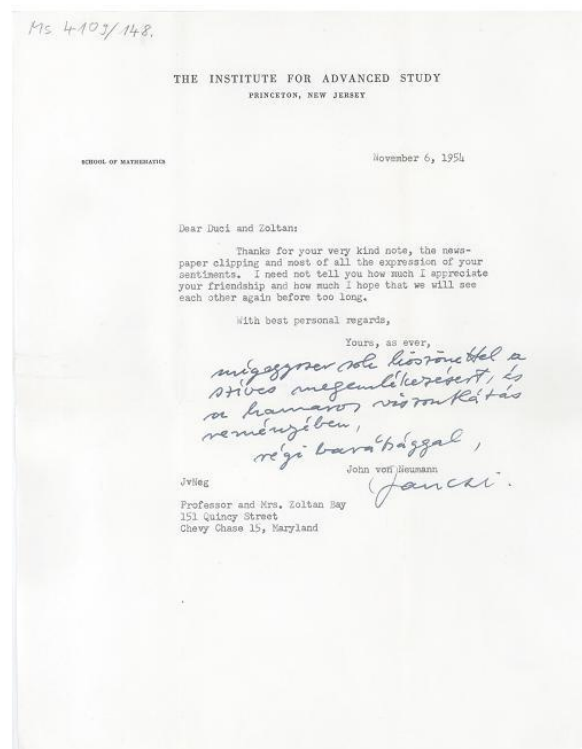 Ms 4109/148.
THE INSTITUTE FOR ADVANCED STUDY
PRINCETON, NEW JERSEY
SCHOOL OF MATHEMATICS
November 6, 1954
Dear Duci and Zoltan:
Thanks for your very kind note, the news-
paper clipping and most of all the expression of your
sentiments. I need not tell you how much I appreciate
your friendship and how much I hope that we will see
each other again before too long.
With best personal regards,
Yours, as ever,
mégegyszer sok köszönettel a
szíves megemlékezésért, és
a hamaros viszontlátás
reményében,
régi barátsággal,
John von Neumann
Jancsi.
JvNeg
Professor and Mrs. Zoltan Bay
151 Quincy Street
Chevy Chase 15, Maryland